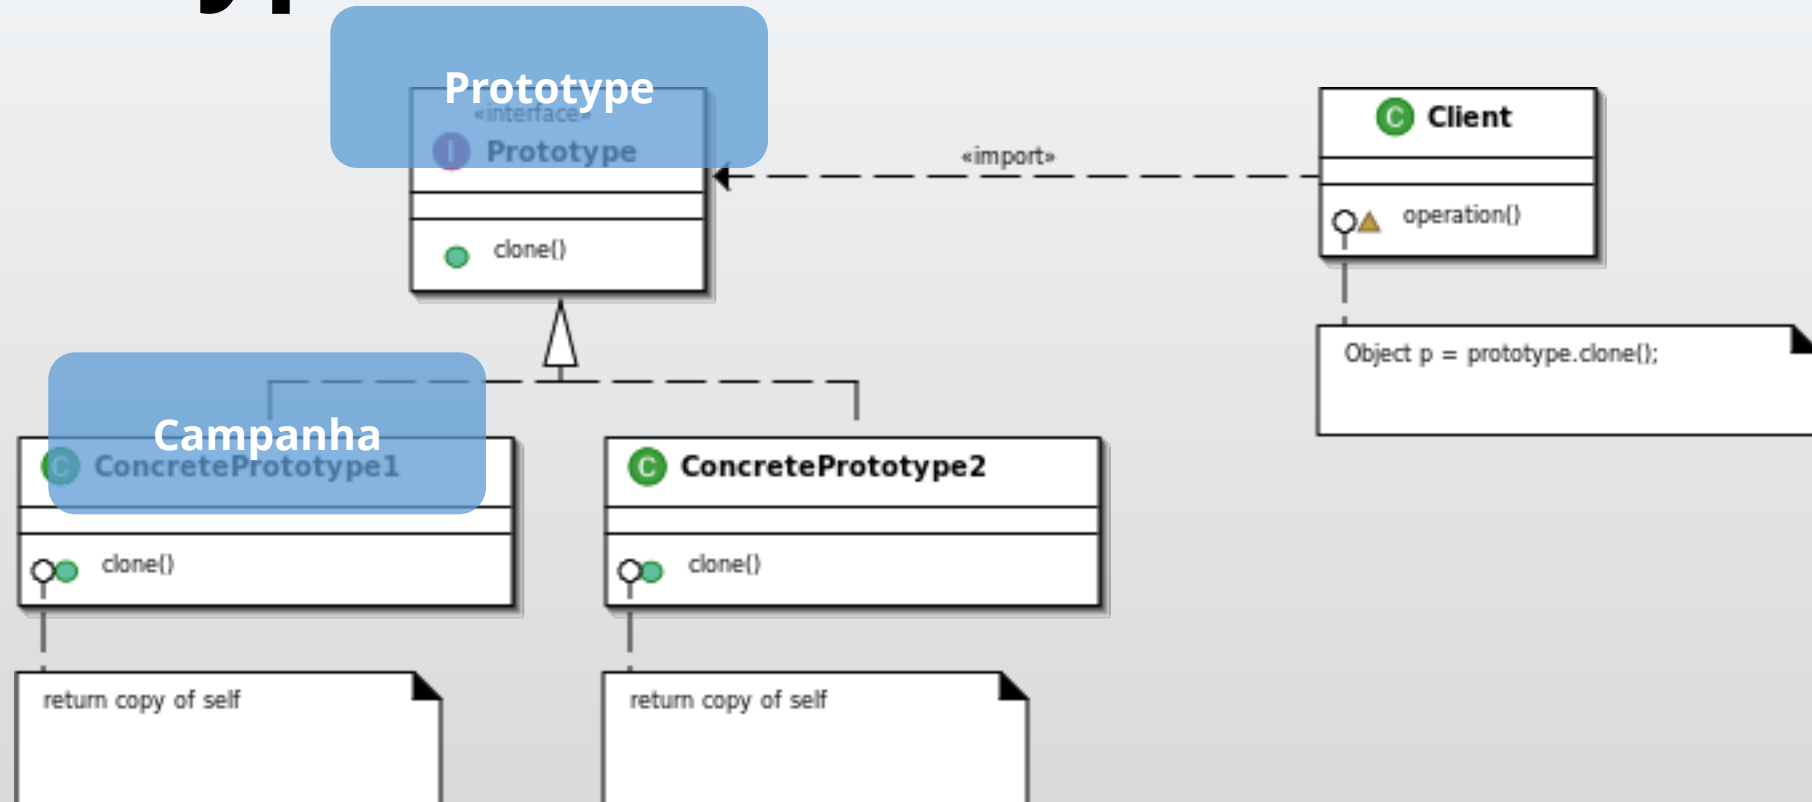 Prototype
«interface»
I Prototype
clone()
«import»
C Client
operation()
Object p = prototype.clone();
Campanha
C ConcretePrototype1
clone()
return copy of self
C ConcretePrototype2
clone()
return copy of self